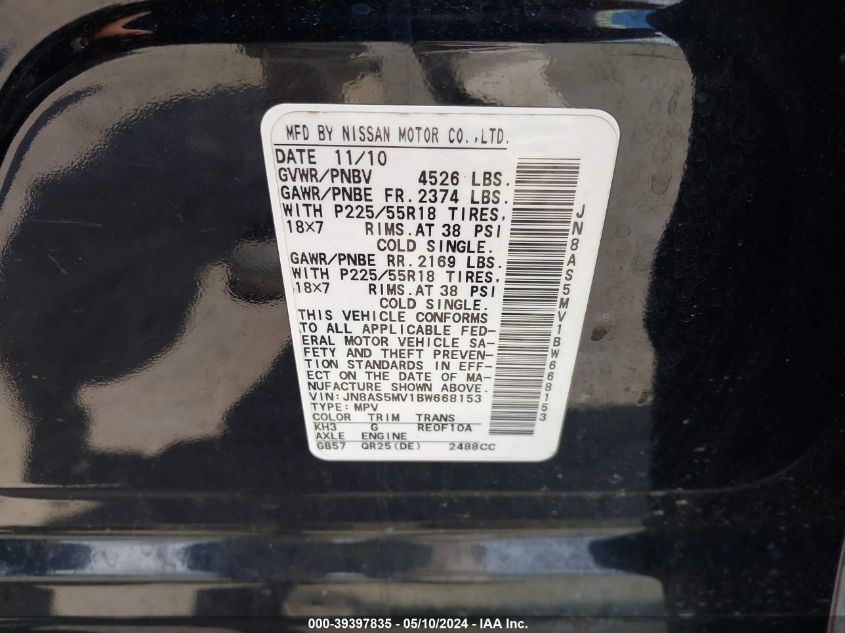 MFD BY NISSAN MOTOR CO.,LTD.
DATE 11/10
GVWR/PNBV 4526 LBS.
GAWR/PNBE FR. 2374 LBS.
WITH P225/55R18 TIRES,
18×7 RIMS.AT 38 PSI
COLD SINGLE.
GAWR/PNBE RR. 2169 LBS.
WITH P225/55R18 TIRES,
18×7 RIMS.AT 38 PSI
COLD SINGLE.
THIS VEHICLE CONFORMS
TO ALL APPLICABLE FED-
ERAL MOTOR VEHICLE SA-
FETY AND THEFT PREVEN-
TION STANDARDS IN EFF-
ECT ON THE DATE OF MA-
NUFACTURE SHOWN ABOVE.
VIN:JN8AS5MV1BW668153
TYPE:MPV
COLOR TRIM TRANS
KH3 G RE0F10A
AXLE ENGINE
GB57 QR25(DE) 2488CC
JN8AS5MV1BW668153
000-39397835 - 05/10/2024 - IAA Inc.